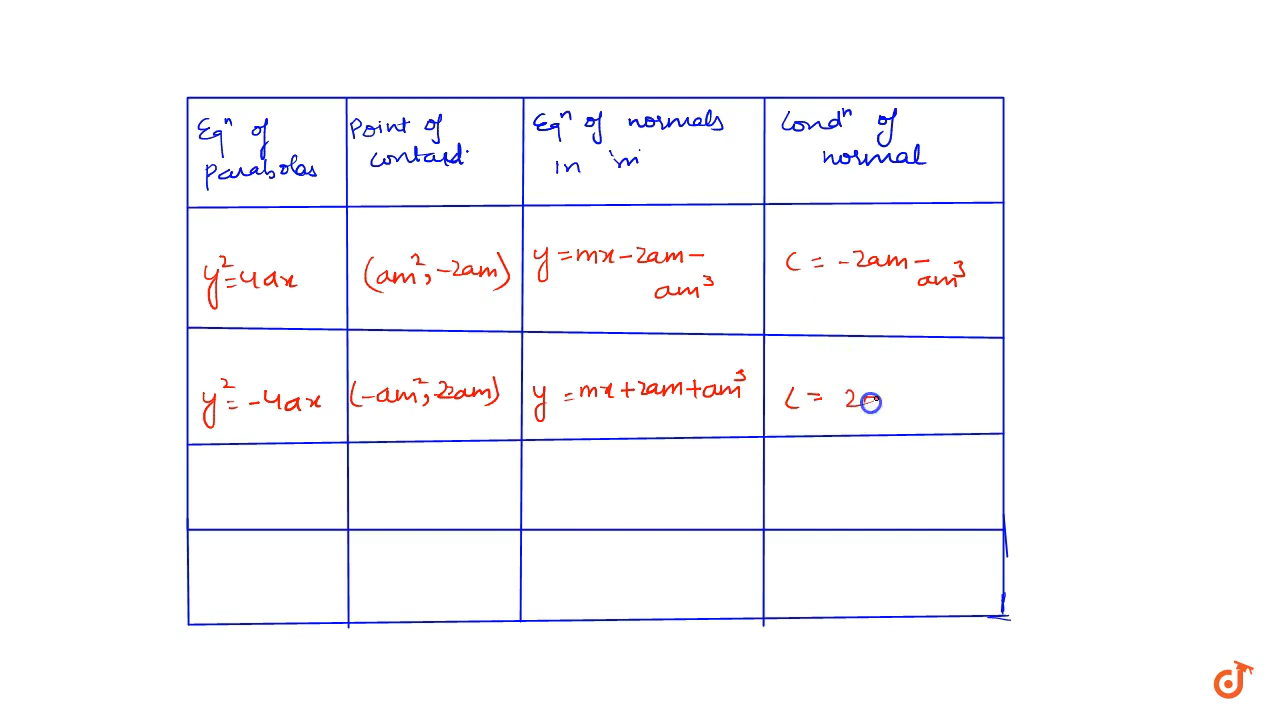 Eqⁿ of
parabolas
Point of
contact
Eqⁿ of normals
in 'm'
Condⁿ of
normal
y² = 4ax
(am², -2am)
y = mx - 2am -
am³
c = -2am -
am³
y² = -4ax
(-am², 2am)
y = mx + 2am + am³
c = 2